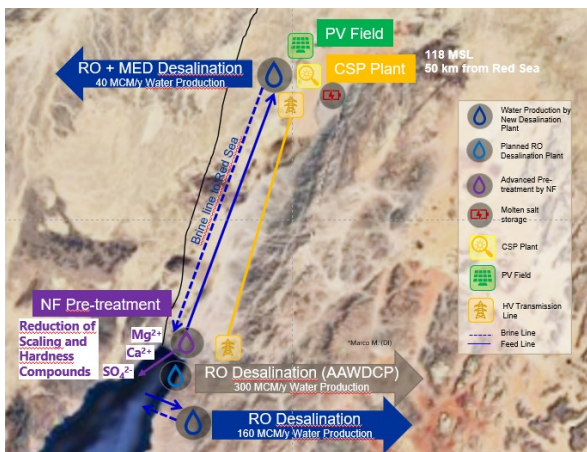 PV Field
RO + MED Desalination
40 MCM/y Water Production
CSP Plant
118 MSL
50 km from Red Sea
Brine line to Red Sea
NF Pre-treatment
Reduction of
Scaling and
Hardness
Compounds
Mg²⁺
Ca²⁺
SO₄²⁻
*Marco M. (DI)
RO Desalination (AAWDCP)
300 MCM/y Water Production
RO Desalination
160 MCM/y Water Production
Water Production by
New Desalination
Plant
Planned RO
Desalination Plant
Advanced Pre-
treatment by NF
Molten salt
storage
CSP Plant
PV Field
HV Transmission
Line
Brine Line
Feed Line